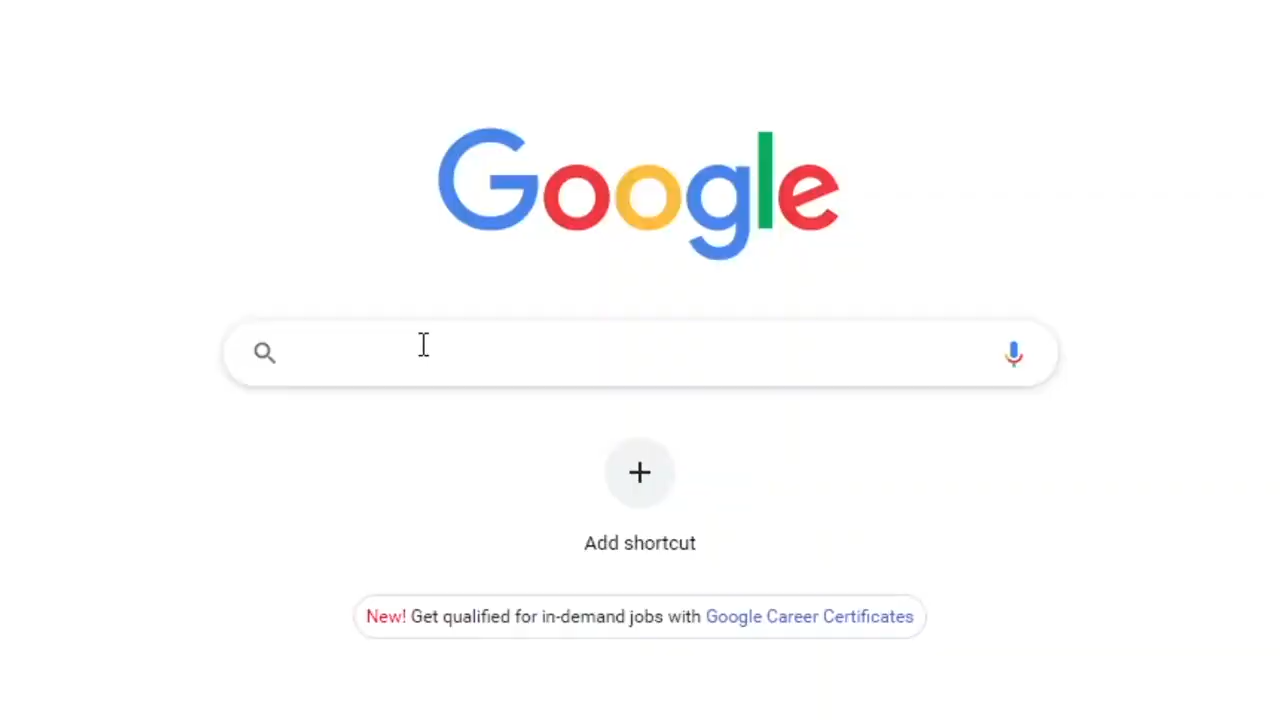 Google
Add shortcut
New! Get qualified for in-demand jobs with Google Career Certificates